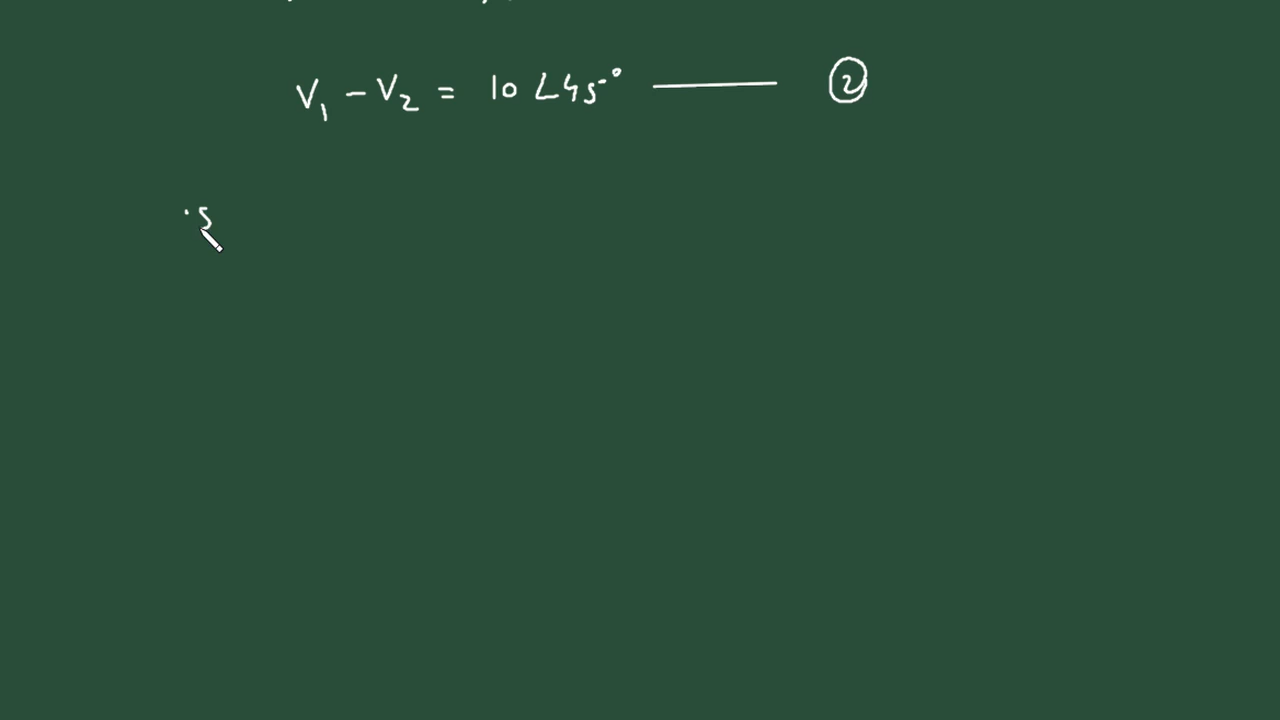 V₁ - V₂ = 10 ∠45° —— ②